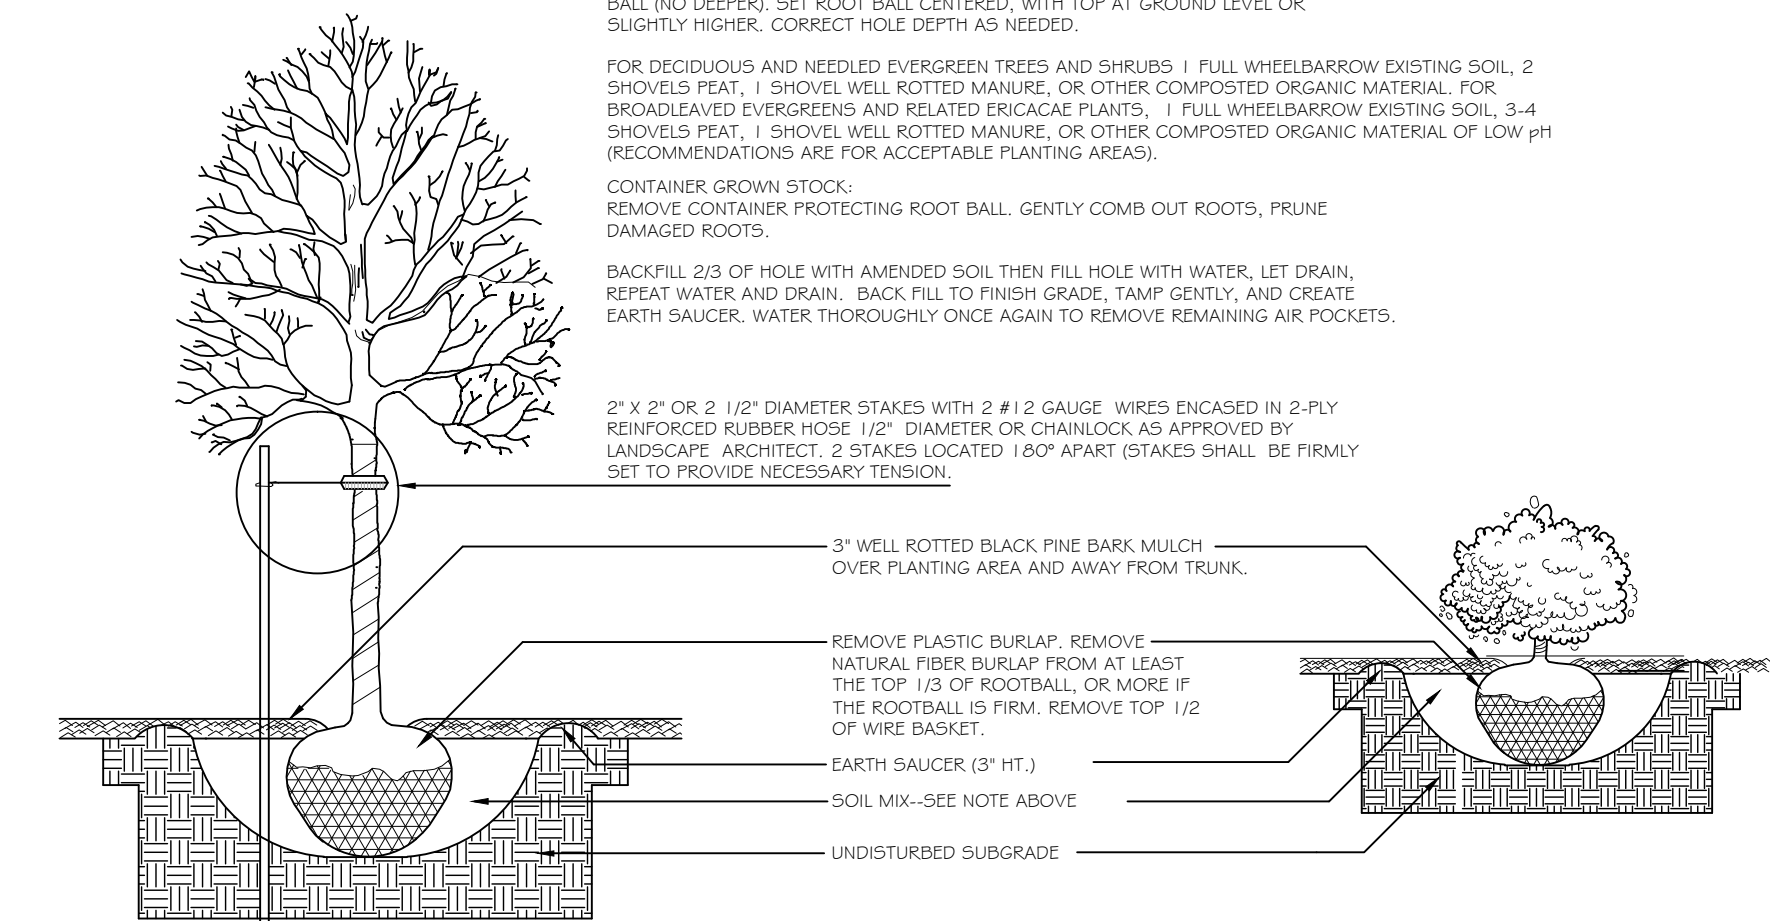 BALL (NO DEEPER). SET ROOT BALL CENTERED, WITH TOP AT GROUND LEVEL OR
SLIGHTLY HIGHER. CORRECT HOLE DEPTH AS NEEDED.
FOR DECIDUOUS AND NEEDLED EVERGREEN TREES AND SHRUBS 1 FULL WHEELBARROW EXISTING SOIL, 2
SHOVELS PEAT, 1 SHOVEL WELL ROTTED MANURE, OR OTHER COMPOSTED ORGANIC MATERIAL. FOR
BROADLEAVED EVERGREENS AND RELATED ERICACAE PLANTS, 1 FULL WHEELBARROW EXISTING SOIL, 3-4
SHOVELS PEAT, 1 SHOVEL WELL ROTTED MANURE, OR OTHER COMPOSTED ORGANIC MATERIAL OF LOW pH
(RECOMMENDATIONS ARE FOR ACCEPTABLE PLANTING AREAS).
CONTAINER GROWN STOCK:
REMOVE CONTAINER PROTECTING ROOT BALL. GENTLY COMB OUT ROOTS, PRUNE
DAMAGED ROOTS.
BACKFILL 2/3 OF HOLE WITH AMENDED SOIL THEN FILL HOLE WITH WATER, LET DRAIN,
REPEAT WATER AND DRAIN. BACK FILL TO FINISH GRADE, TAMP GENTLY, AND CREATE
EARTH SAUCER. WATER THOROUGHLY ONCE AGAIN TO REMOVE REMAINING AIR POCKETS.
2" X 2" OR 2 1/2" DIAMETER STAKES WITH 2 #12 GAUGE WIRES ENCASED IN 2-PLY
REINFORCED RUBBER HOSE 1/2" DIAMETER OR CHAINLOCK AS APPROVED BY
LANDSCAPE ARCHITECT. 2 STAKES LOCATED 180° APART (STAKES SHALL BE FIRMLY
SET TO PROVIDE NECESSARY TENSION.
3" WELL ROTTED BLACK PINE BARK MULCH
OVER PLANTING AREA AND AWAY FROM TRUNK.
REMOVE PLASTIC BURLAP. REMOVE
NATURAL FIBER BURLAP FROM AT LEAST
THE TOP 1/3 OF ROOTBALL, OR MORE IF
THE ROOTBALL IS FIRM. REMOVE TOP 1/2
OF WIRE BASKET.
EARTH SAUCER (3" HT.)
SOIL MIX--SEE NOTE ABOVE
UNDISTURBED SUBGRADE